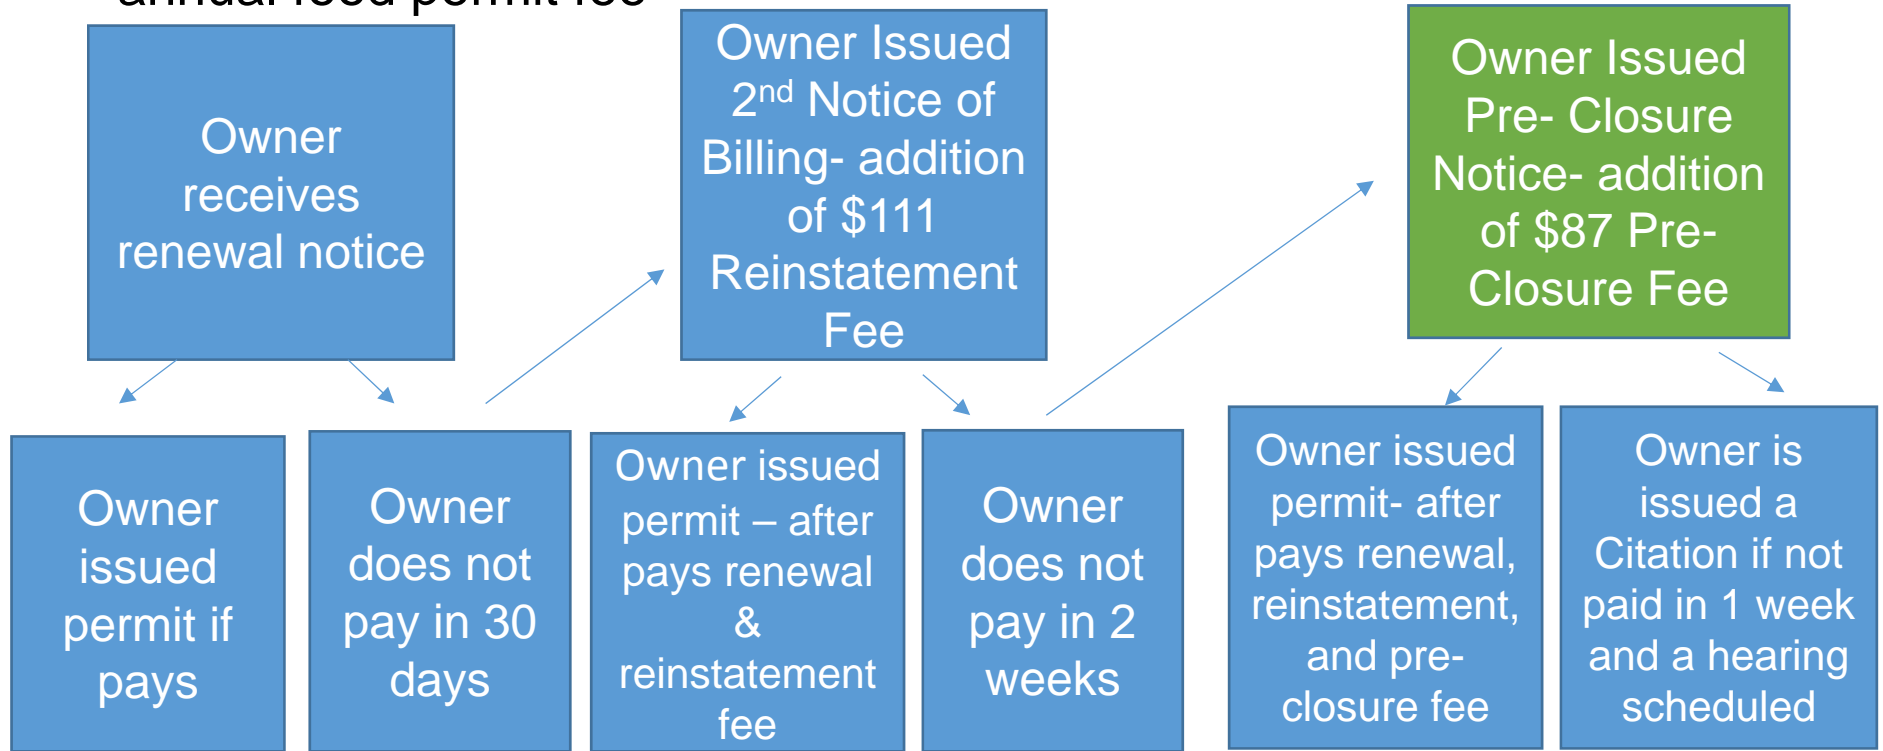 annual food permit fee
Owner
receives
renewal notice
Owner Issued
2nd Notice of
Billing- addition
of $111
Reinstatement
Fee
Owner Issued
Pre- Closure
Notice- addition
of $87 Pre-
Closure Fee
Owner
issued
permit if
pays
Owner
does not
pay in 30
days
Owner issued
permit – after
pays renewal
&
reinstatement
fee
Owner
does not
pay in 2
weeks
Owner issued
permit- after
pays renewal,
reinstatement,
and pre-
closure fee
Owner is
issued a
Citation if not
paid in 1 week
and a hearing
scheduled